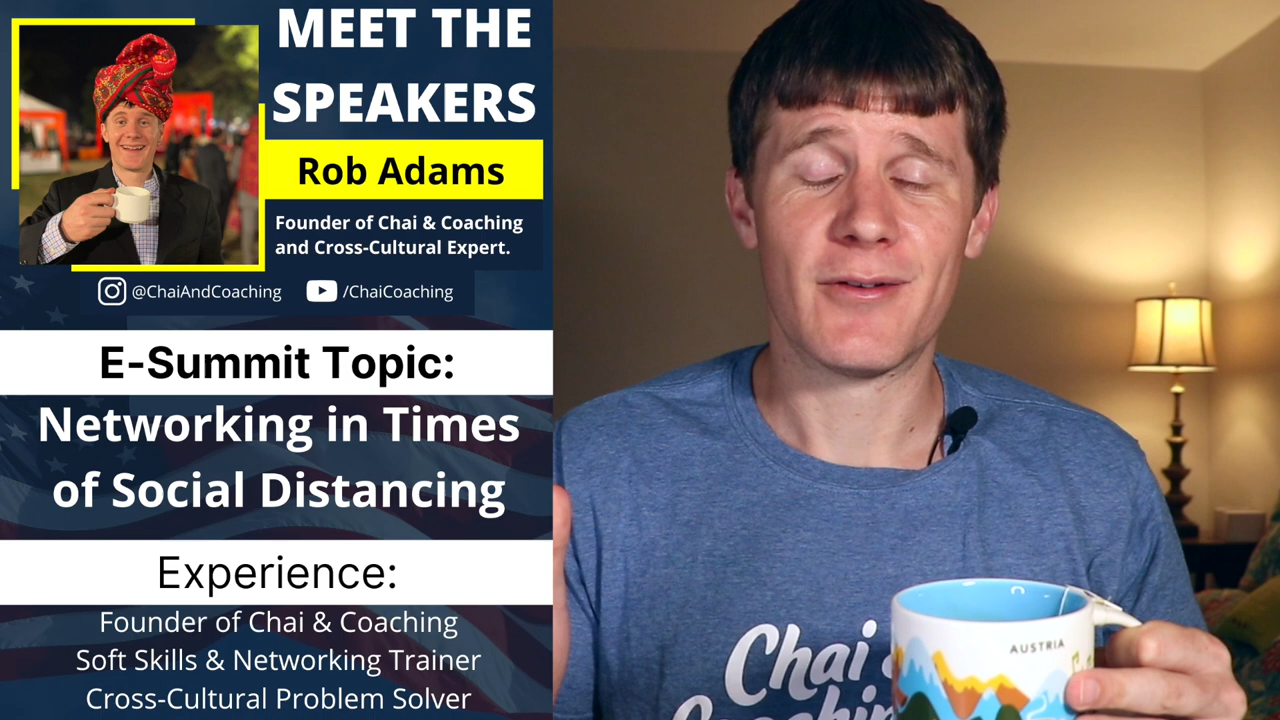 MEET THE
SPEAKERS
Rob Adams
Founder of Chai & Coaching
and Cross-Cultural Expert.
@ChaiAndCoaching
/ChaiCoaching
E-Summit Topic:
Networking in Times
of Social Distancing
Experience:
Founder of Chai & Coaching
Soft Skills & Networking Trainer
Cross-Cultural Problem Solver
Chai
AUSTRIA